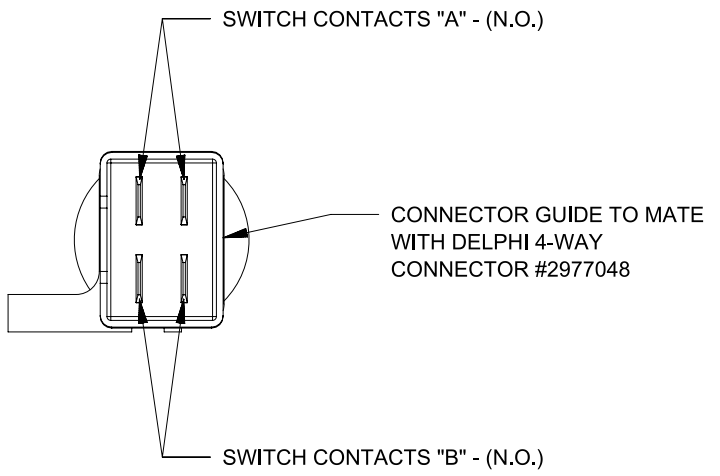 SWITCH CONTACTS "A" - (N.O.)
CONNECTOR GUIDE TO MATE
WITH DELPHI 4-WAY
CONNECTOR #2977048
SWITCH CONTACTS "B" - (N.O.)